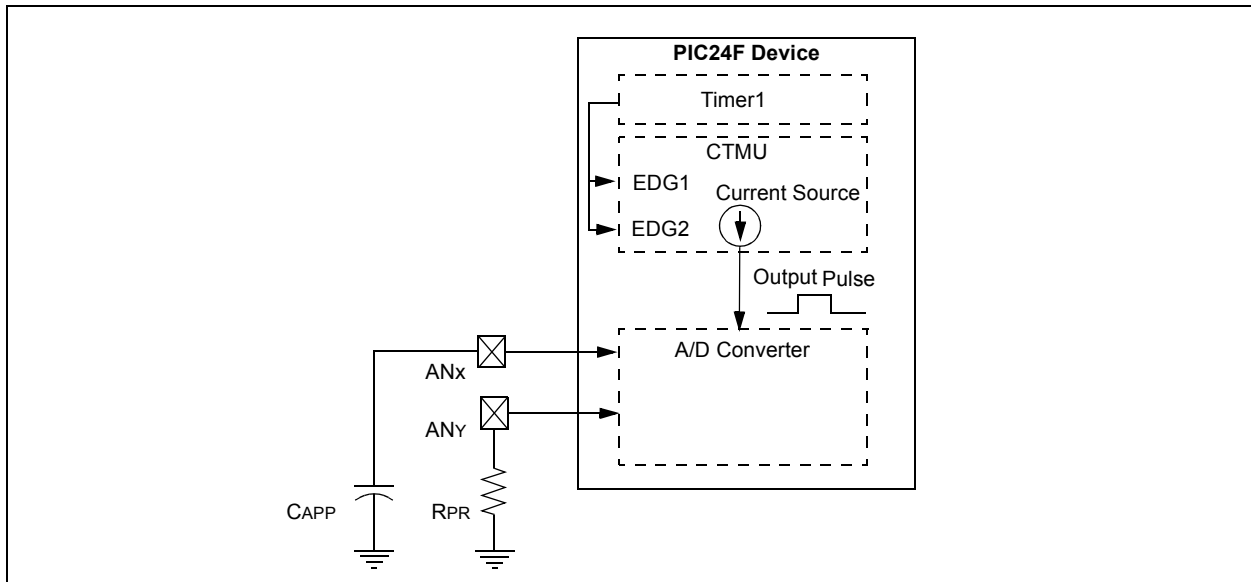 PIC24F Device
Timer1
CTMU
EDG1
Current Source
EDG2
Output Pulse
A/D Converter
ANX
ANY
CAPP
RPR